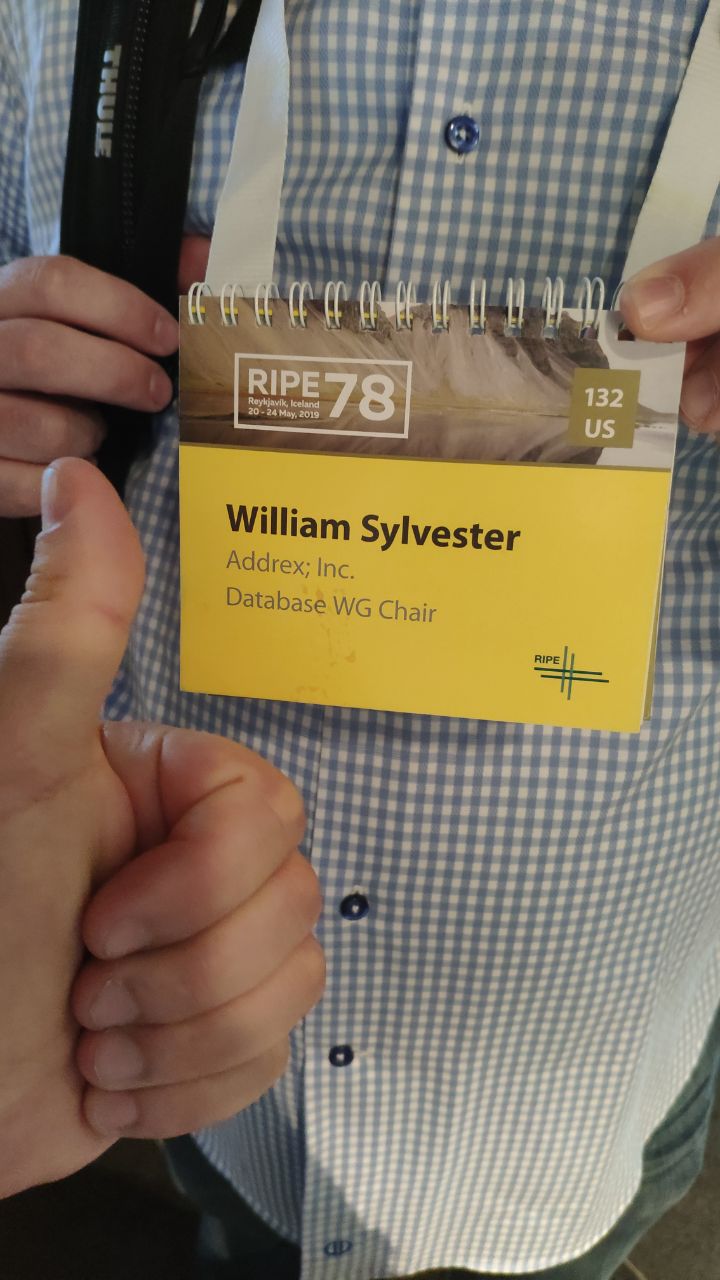 THULE
RIPE 78
Reykjavík, Iceland
20 - 24 May, 2019
132
US
William Sylvester
Addrex; Inc.
Database WG Chair
RIPE